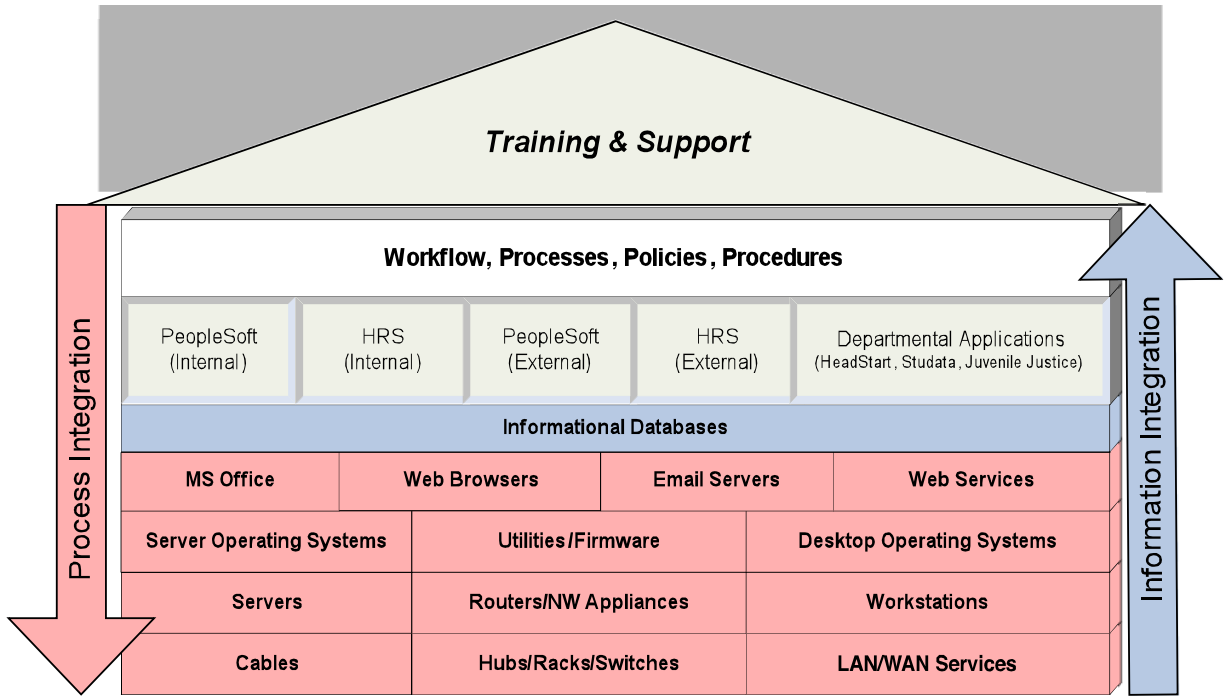 Training & Support
Workflow, Processes, Policies, Procedures
PeopleSoft
(Internal)
HRS
(Internal)
PeopleSoft
(External)
HRS
(External)
Departmental Applications
(HeadStart, Studata, Juvenile Justice)
Informational Databases
MS Office
Web Browsers
Email Servers
Web Services
Server Operating Systems
Utilities/Firmware
Desktop Operating Systems
Servers
Routers/NW Appliances
Workstations
Cables
Hubs/Racks/Switches
LAN/WAN Services
Process Integration
Information Integration